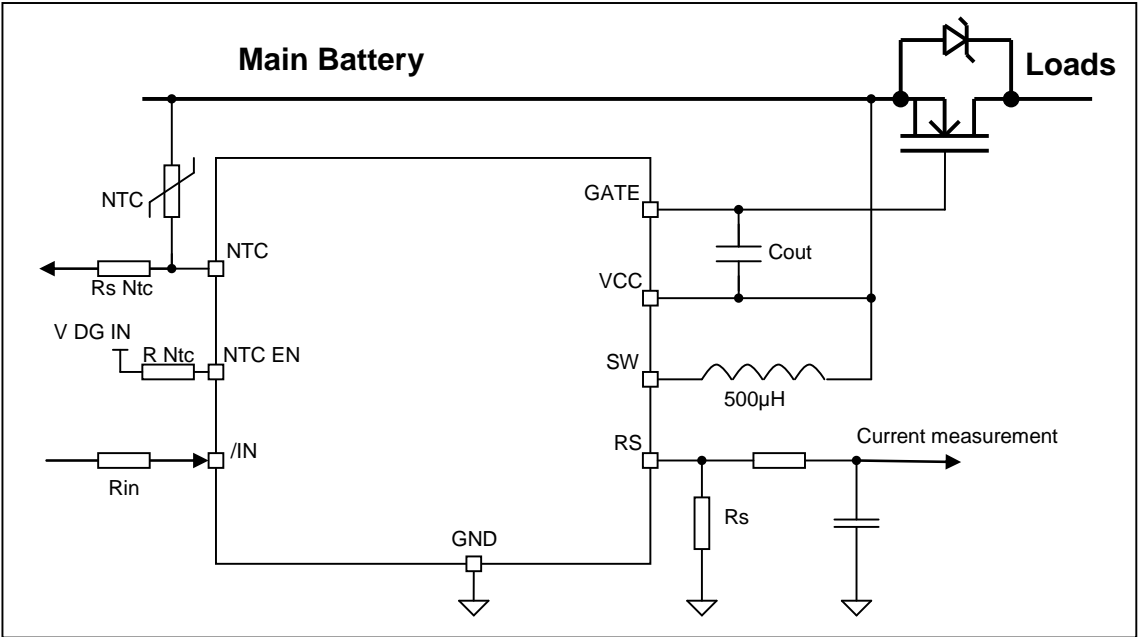 Main Battery
Loads
NTC
GATE
NTC
Cout
Rs Ntc
VCC
V DG IN
R Ntc
NTC EN
SW
500µH
RS
Current measurement
/IN
Rin
Rs
GND